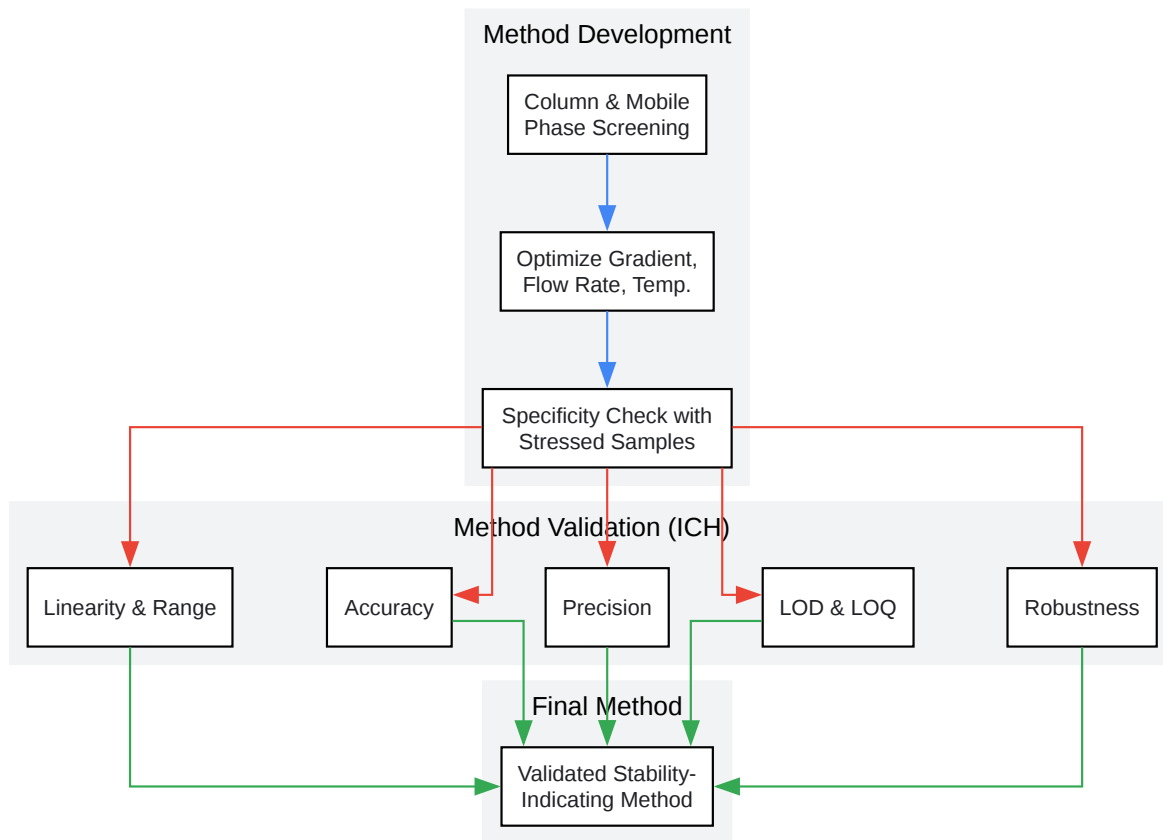 Method Development
Column & Mobile
Phase Screening
Optimize Gradient,
Flow Rate, Temp.
Specificity Check with
Stressed Samples
Method Validation (ICH)
Linearity & Range
Accuracy
Precision
LOD & LOQ
Robustness
Final Method
Validated Stability-
Indicating Method